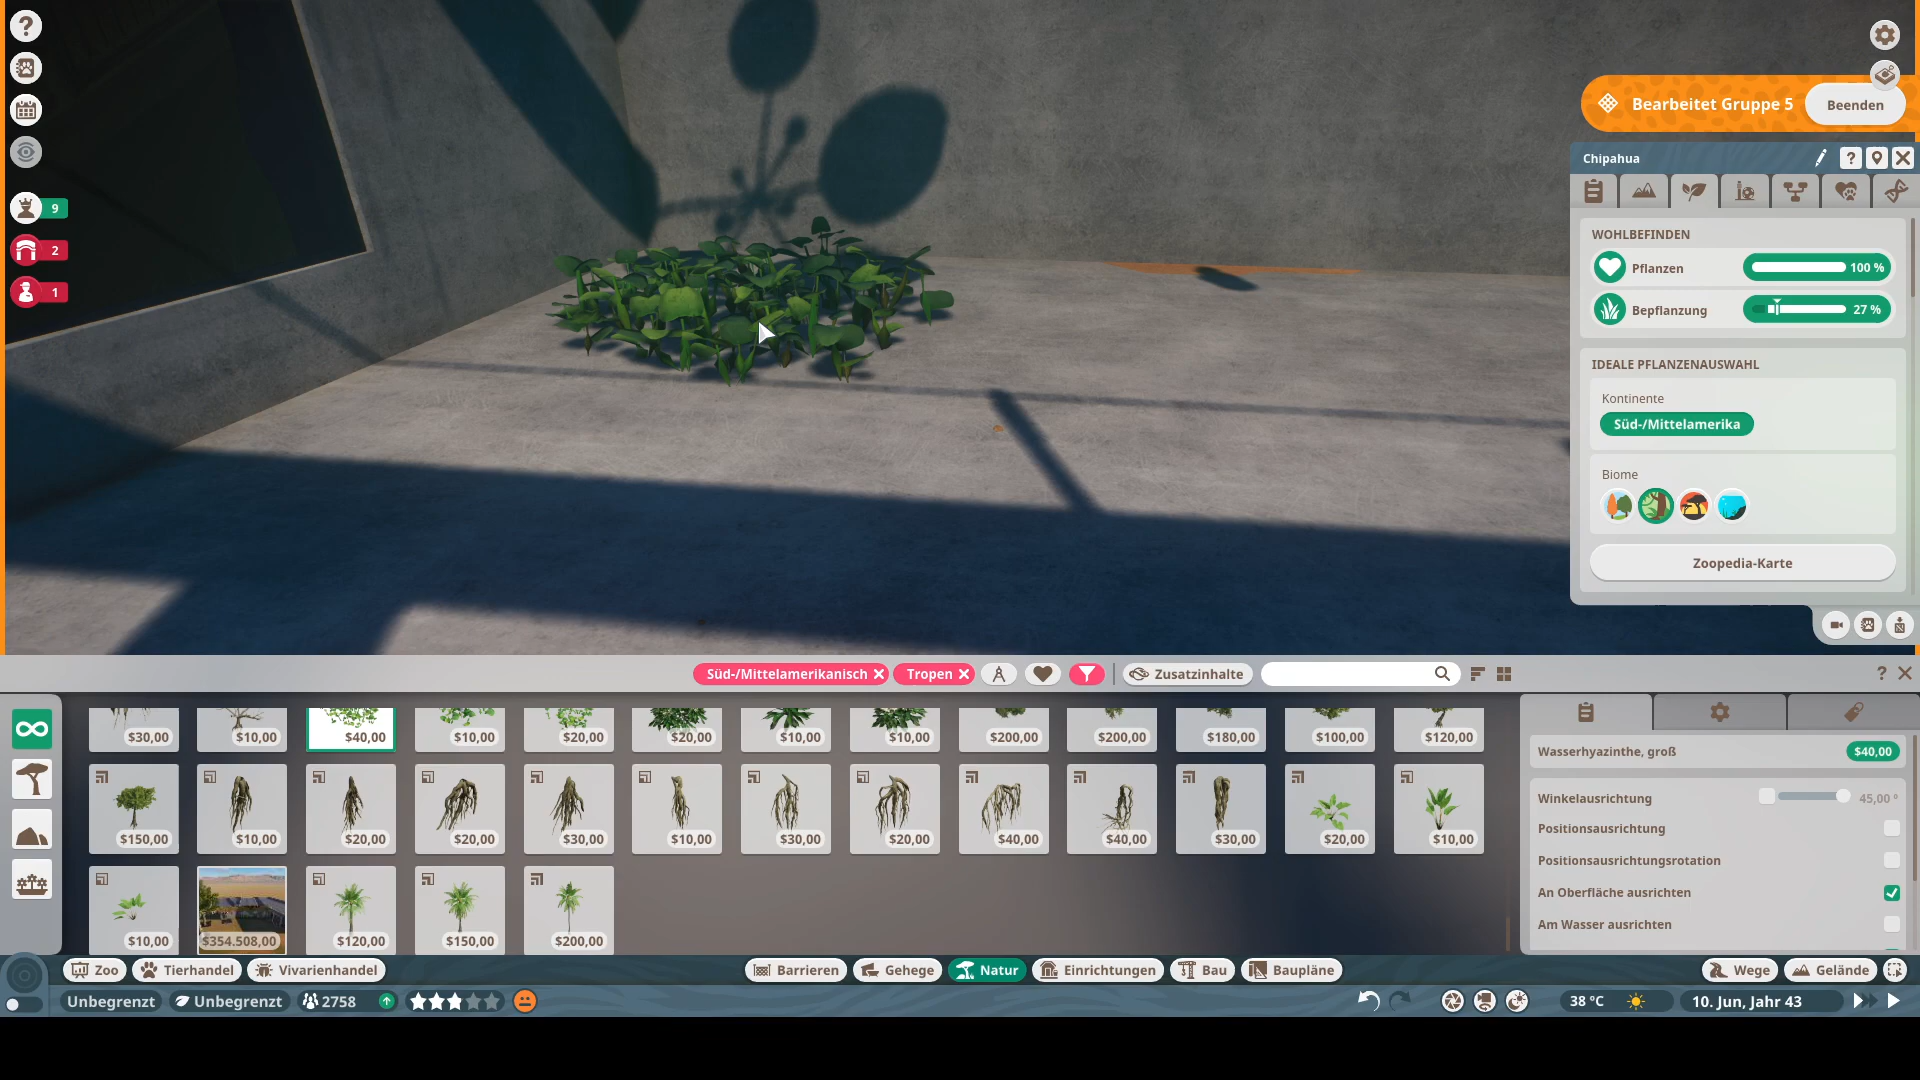 ?
Bearbeitet Gruppe 5
Beenden
9
2
1
Chipahua
?
WOHLBEFINDEN
Pflanzen
100 %
Bepflanzung
27 %
IDEALE PFLANZENAUSWAHL
Kontinente
Süd-/Mittelamerika
Biome
Zoopedia-Karte
Süd-/Mittelamerikanisch
Tropen
Zusatzinhalte
?
$30,00
$10,00
$40,00
$10,00
$20,00
$20,00
$10,00
$10,00
$200,00
$200,00
$180,00
$100,00
$120,00
$150,00
$10,00
$20,00
$20,00
$30,00
$10,00
$30,00
$20,00
$40,00
$40,00
$30,00
$20,00
$10,00
$10,00
$354.508,00
$120,00
$150,00
$200,00
Wasserhyazinthe, groß
$40,00
Winkelausrichtung
45,00 °
Positionsausrichtung
Positionsausrichtungsrotation
An Oberfläche ausrichten
Am Wasser ausrichten
Zoo
Tierhandel
Vivarienhandel
Barrieren
Gehege
Natur
Einrichtungen
Bau
Baupläne
Wege
Gelände
Unbegrenzt
Unbegrenzt
2758
38 °C
10. Jun, Jahr 43